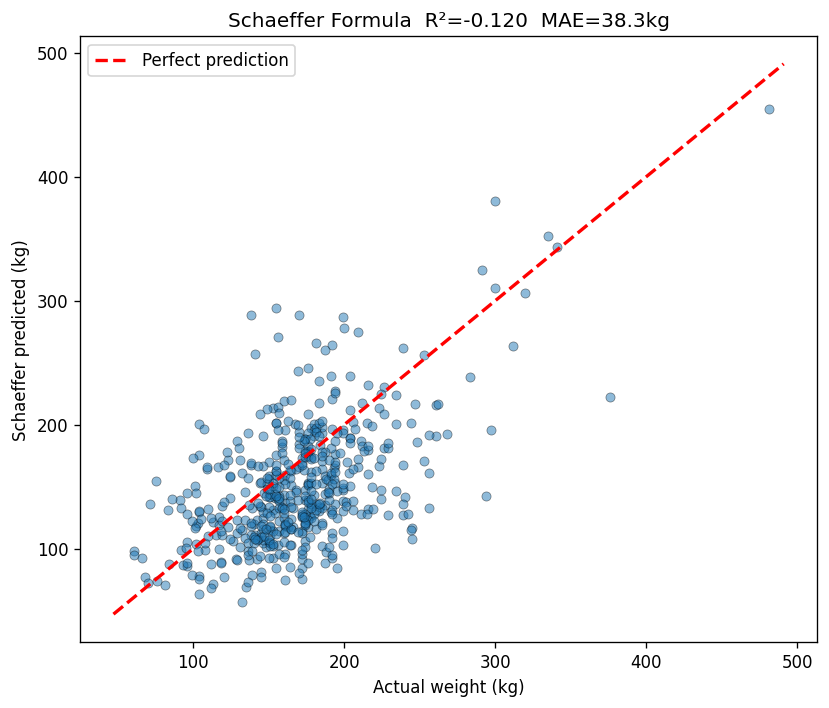 Schaeffer Formula  R²=-0.120  MAE=38.3kg
Perfect prediction
500
400
300
200
100
Schaeffer predicted (kg)
100 200 300 400 500
Actual weight (kg)